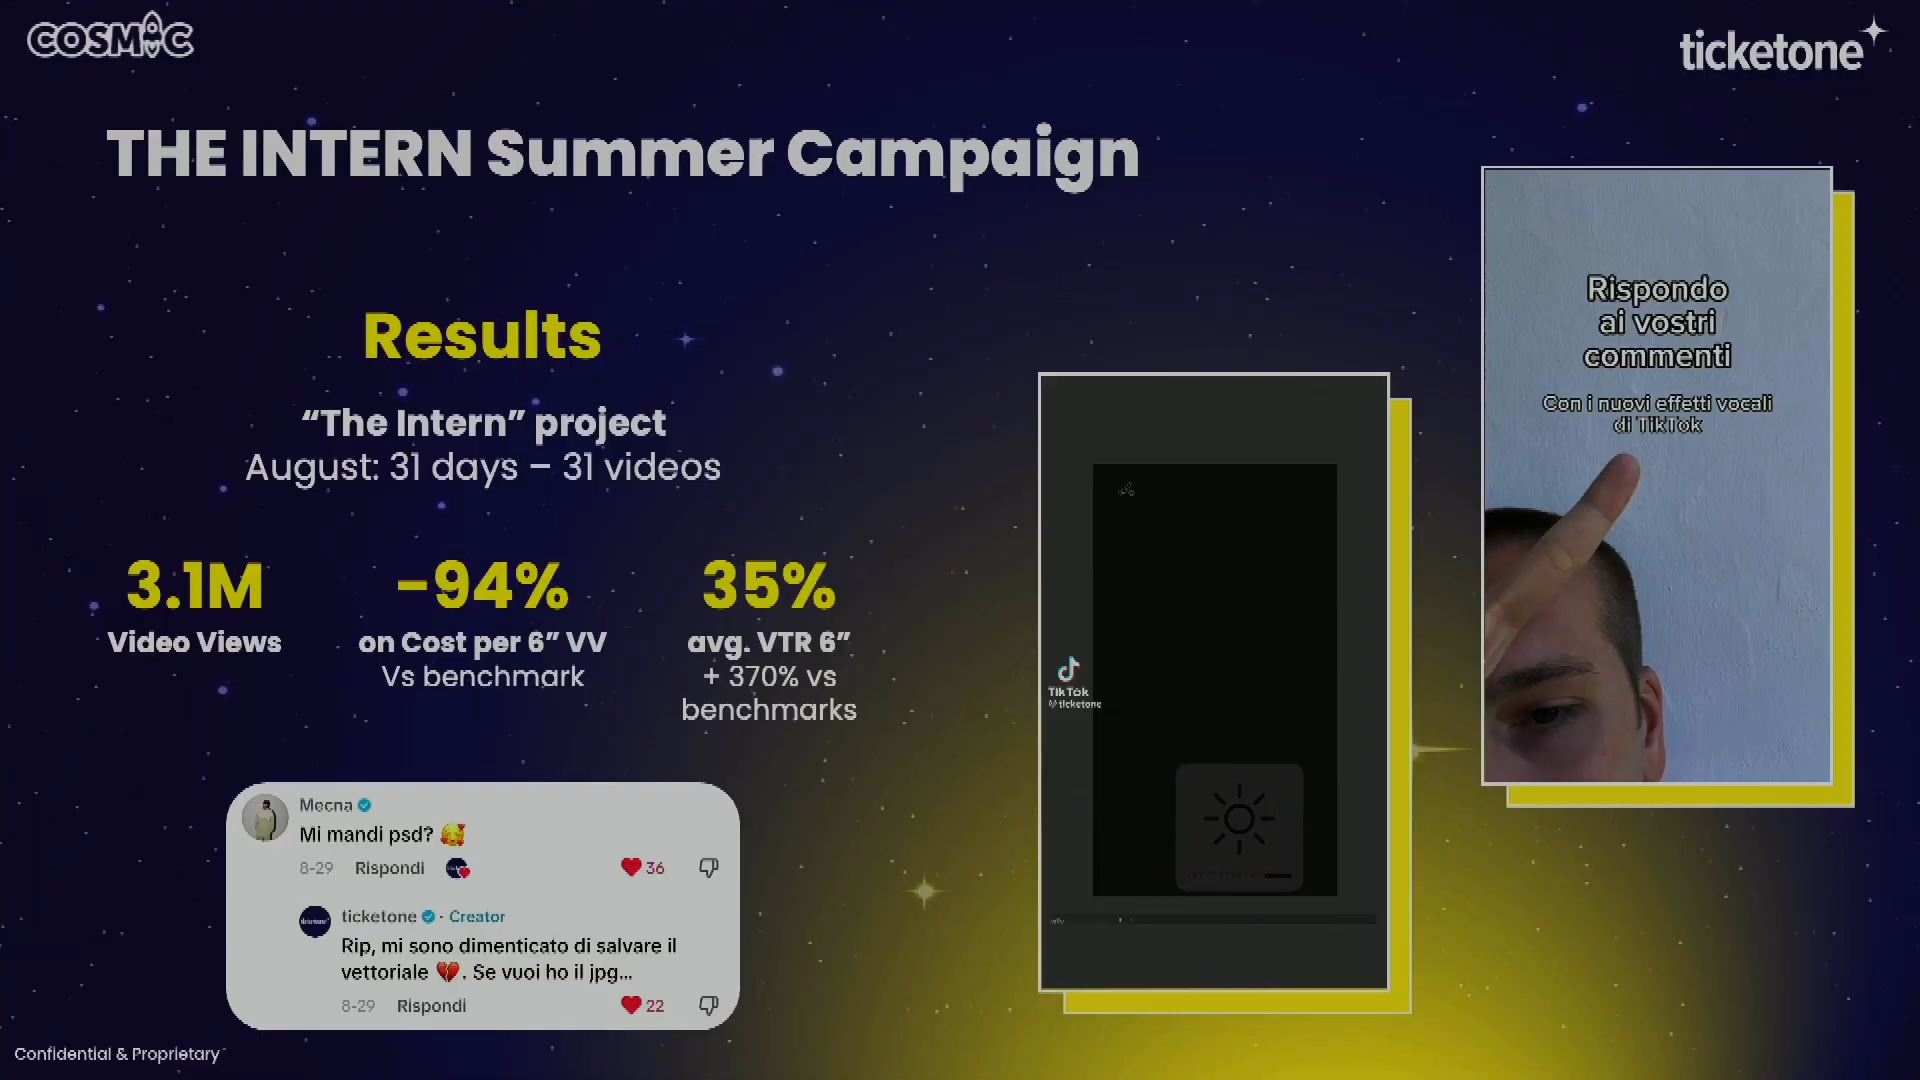 COSMIC
ticketone
THE INTERN Summer Campaign
Results
“The Intern” project
August: 31 days – 31 videos
3.1M
Video Views
-94%
on Cost per 6” VV
Vs benchmark
35%
avg. VTR 6”
+ 370% vs
benchmarks
Mecna
Mi mandi psd? 🥰
8-29 Rispondi 36
ticketone · Creator
Rip, mi sono dimenticato di salvare il
vettoriale 💔. Se vuoi ho il jpg...
8-29 Rispondi 22
TikTok
@ticketone
Rispondo
ai vostri
commenti
Con i nuovi effetti vocali
di TikTok
Confidential & Proprietary